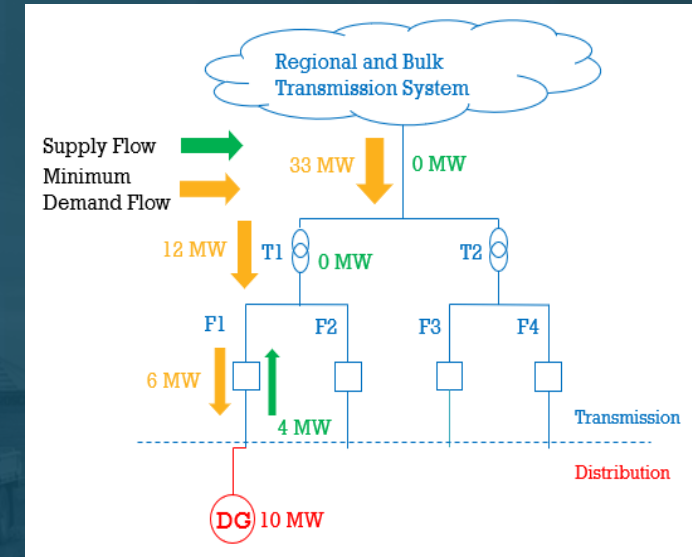 Regional and Bulk
Transmission System
Supply Flow
Minimum
Demand Flow
33 MW
0 MW
12 MW
T1
0 MW
T2
F1
F2
F3
F4
6 MW
4 MW
Transmission
Distribution
DG
10 MW